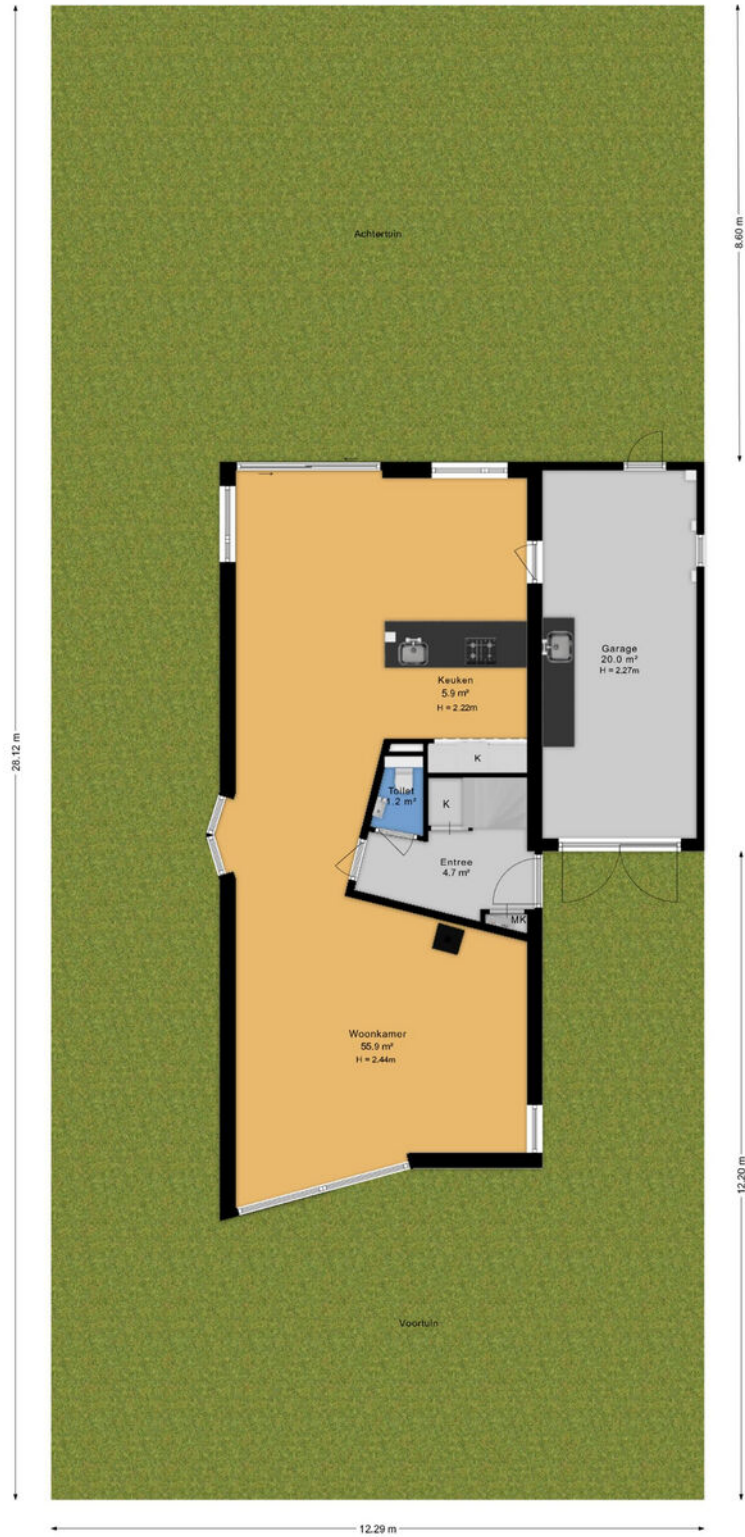 Achtertuin
8.60 m
Garage
20.0 m²
H = 2.27m
Keuken
5.9 m²
H = 2.22m
28.12 m
K
Toilet
1.2 m²
K
Entree
4.7 m²
MK
Woonkamer
55.9 m²
H = 2.44m
12.20 m
Voortuin
12.29 m